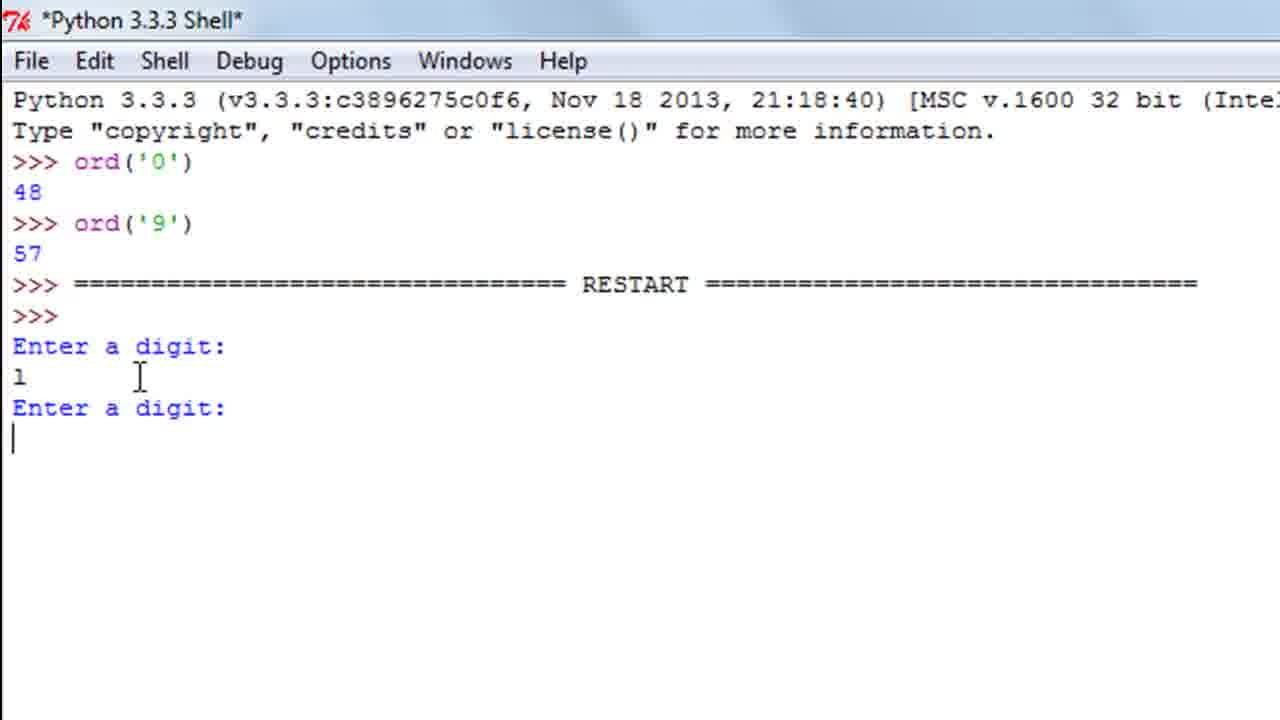 *Python 3.3.3 Shell*
File Edit Shell Debug Options Windows Help
Python 3.3.3 (v3.3.3:c3896275c0f6, Nov 18 2013, 21:18:40) [MSC v.1600 32 bit (Intel
Type "copyright", "credits" or "license()" for more information.
>>> ord('0')
48
>>> ord('9')
57
>>> ================================ RESTART ================================
>>>
Enter a digit:
1
Enter a digit: